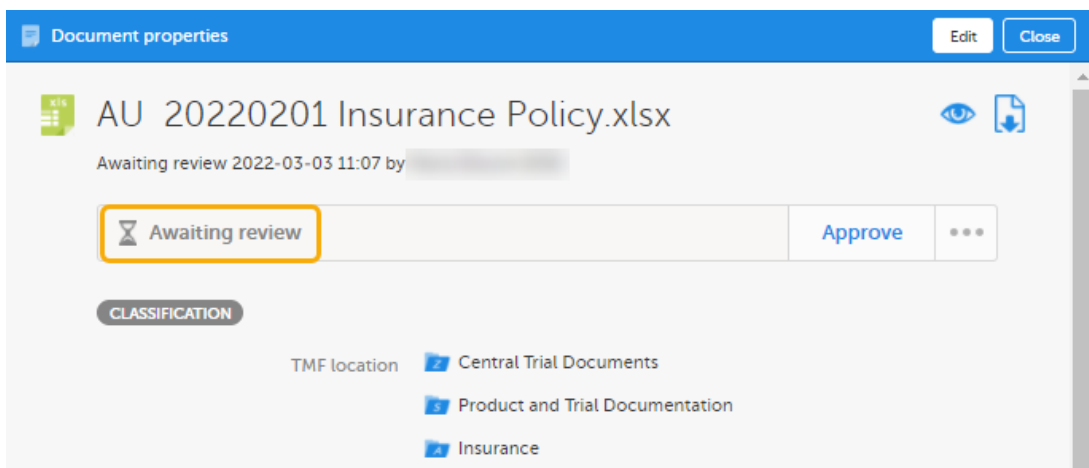 Document properties
Edit
Close
xls
AU 20220201 Insurance Policy.xlsx
Awaiting review 2022-03-03 11:07 by
Awaiting review
Approve
CLASSIFICATION
TMF location
Z Central Trial Documents
S Product and Trial Documentation
A Insurance